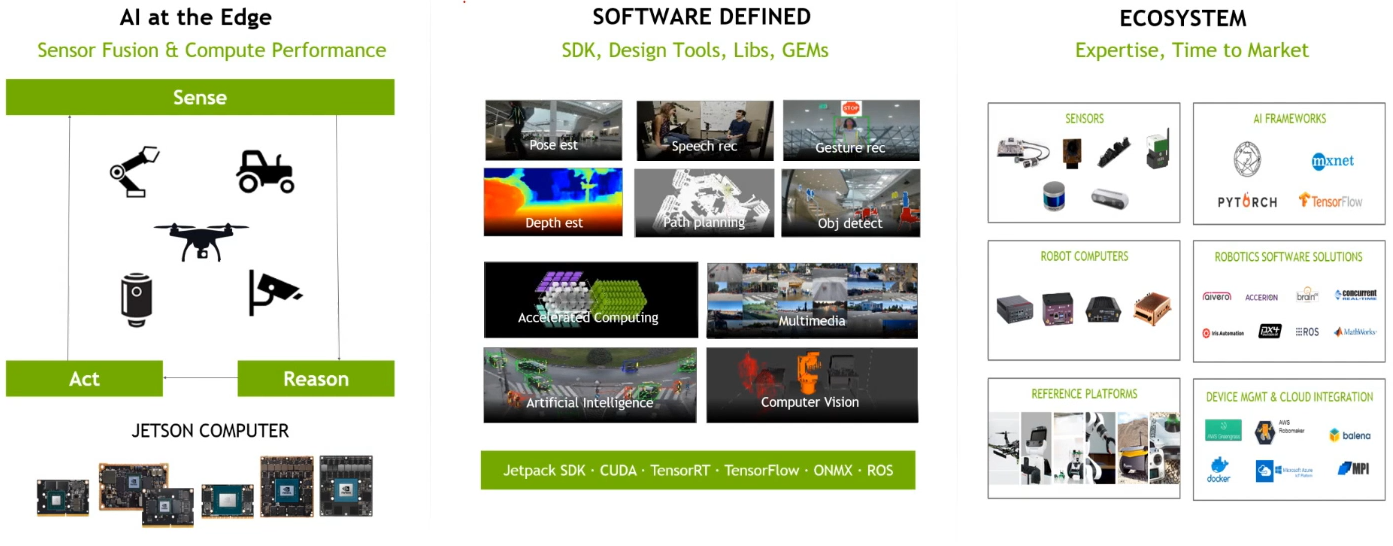 AI at the Edge
Sensor Fusion & Compute Performance
Sense
Act
Reason
JETSON COMPUTER
SOFTWARE DEFINED
SDK, Design Tools, Libs, GEMs
Pose est
Speech rec
STOP
Gesture rec
Depth est
Path planning
Obj detect
Accelerated Computing
Multimedia
Artificial Intelligence
Computer Vision
Jetpack SDK · CUDA · TensorRT · TensorFlow · ONMX · ROS
ECOSYSTEM
Expertise, Time to Market
SENSORS
AI FRAMEWORKS
mxnet
PYTORCH
TensorFlow
ROBOT COMPUTERS
ROBOTICS SOFTWARE SOLUTIONS
aivero
ACCERION
brain
concurrent
Iris Automation
PX4
ROS
MathWorks
REFERENCE PLATFORMS
DEVICE MGMT & CLOUD INTEGRATION
AWS Greengrass
AWS
Robomaker
balena
docker
Microsoft Azure
MPI